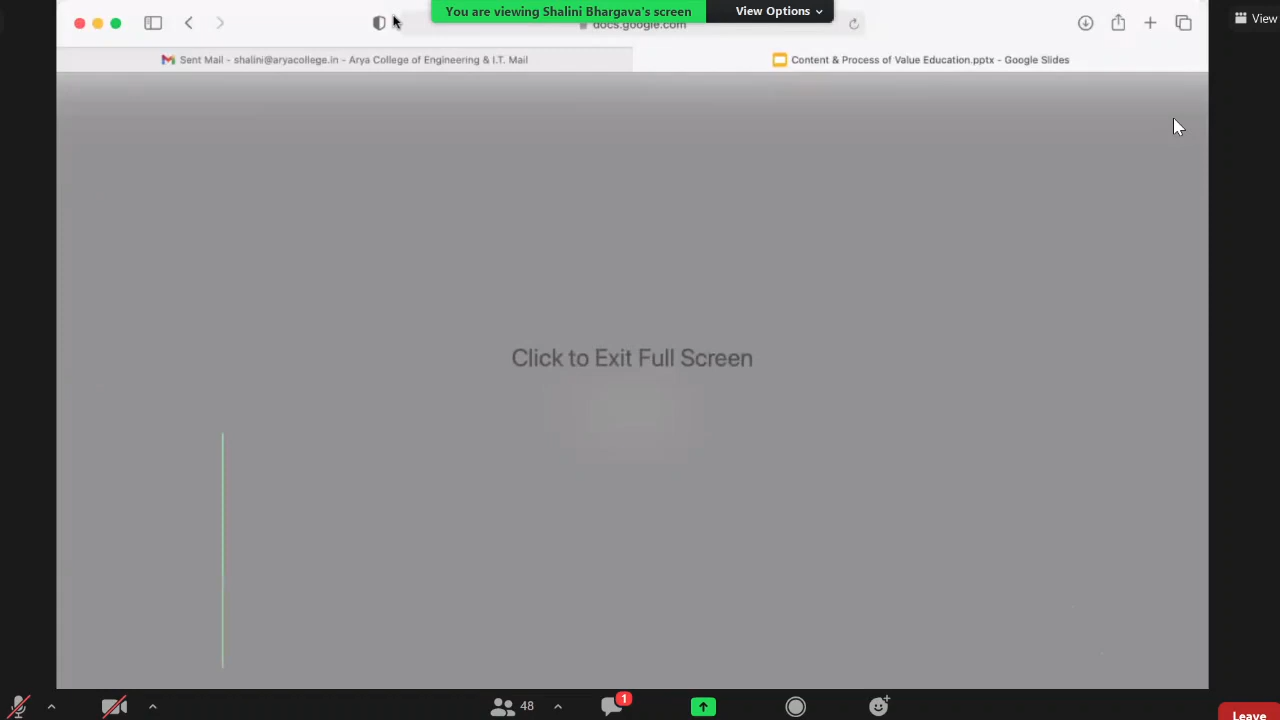 You are viewing Shalini Bhargava's screen
View Options
View
docs.google.com
Sent Mail - shalini@aryacollege.in - Arya College of Engineering & I.T. Mail
Content & Process of Value Education.pptx - Google Slides
Click to Exit Full Screen
48
1
Leave